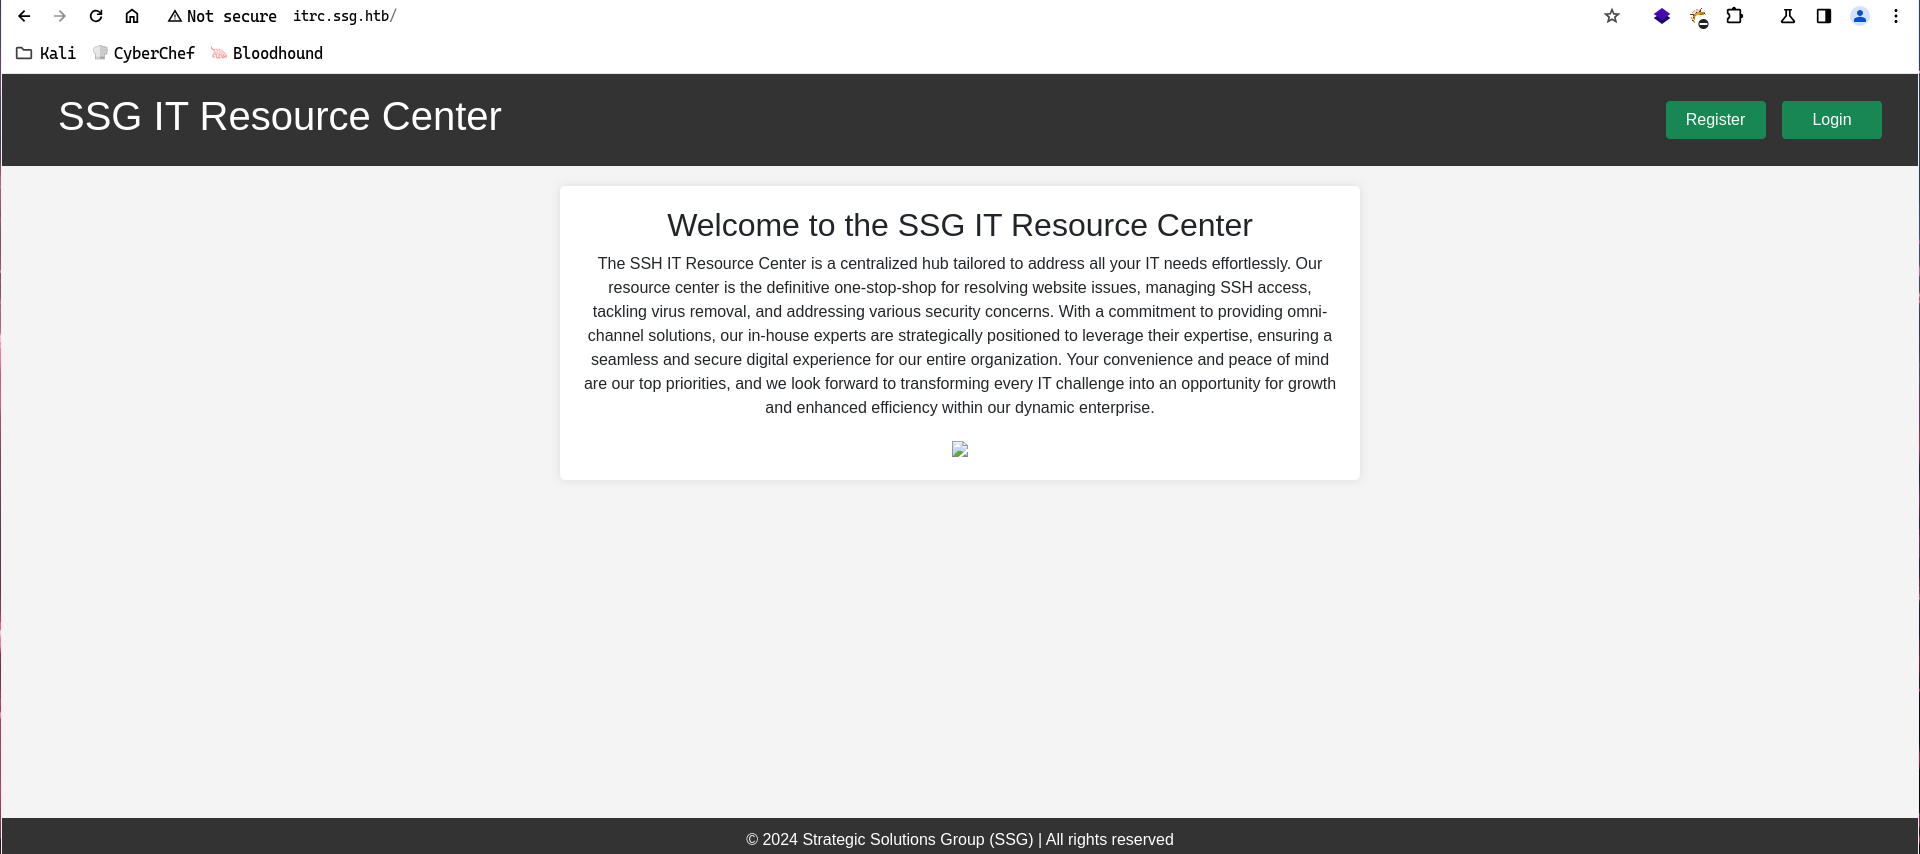 Not secure itrc.ssg.htb/
Kali CyberChef Bloodhound
SSG IT Resource Center
Register Login
Welcome to the SSG IT Resource Center
The SSH IT Resource Center is a centralized hub tailored to address all your IT needs effortlessly. Our
resource center is the definitive one-stop-shop for resolving website issues, managing SSH access,
tackling virus removal, and addressing various security concerns. With a commitment to providing omni-
channel solutions, our in-house experts are strategically positioned to leverage their expertise, ensuring a
seamless and secure digital experience for our entire organization. Your convenience and peace of mind
are our top priorities, and we look forward to transforming every IT challenge into an opportunity for growth
and enhanced efficiency within our dynamic enterprise.
© 2024 Strategic Solutions Group (SSG) | All rights reserved